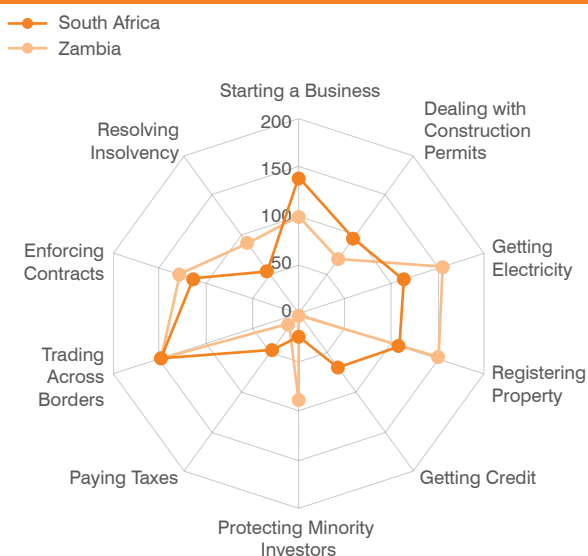 South Africa
Zambia
Starting a Business
Dealing with
Construction
Permits
Resolving
Insolvency
200
150
100
50
0
Getting
Electricity
Enforcing
Contracts
Registering
Property
Trading
Across
Borders
Getting Credit
Paying Taxes
Protecting Minority
Investors